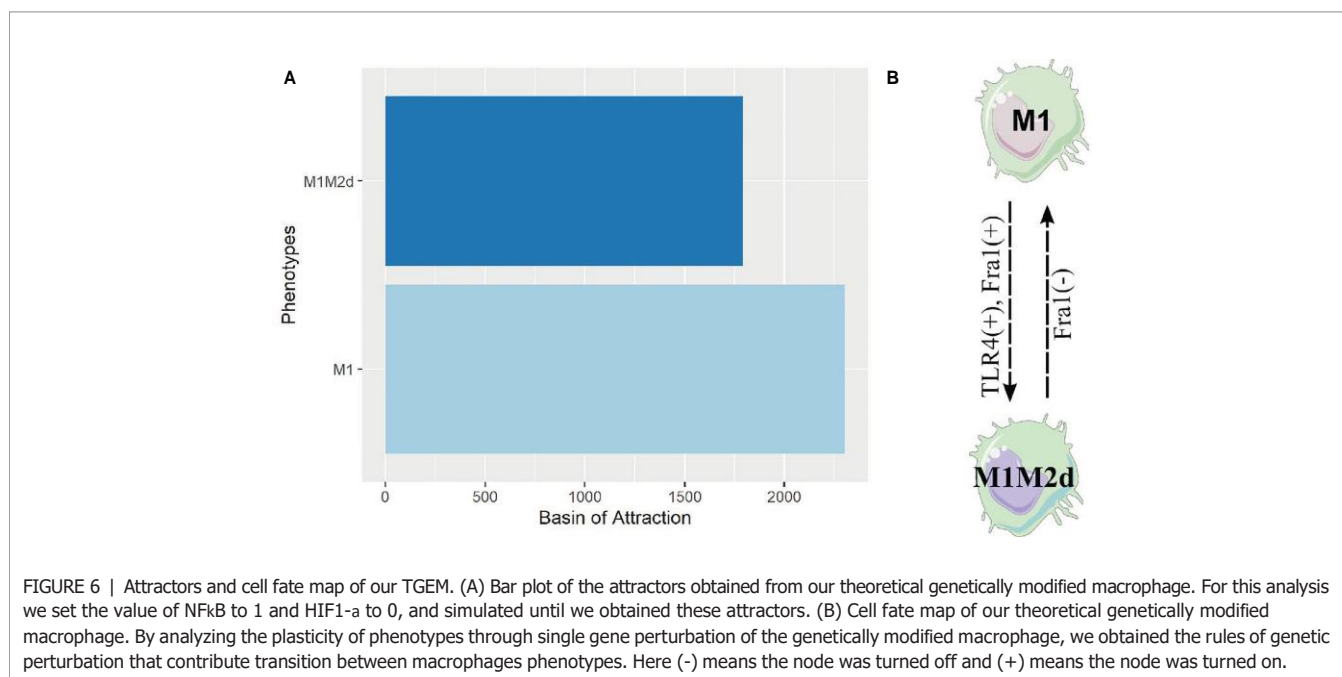 A
B
M1M2d
M1
Phenotypes
0 500 1000 1500 2000
Basin of Attraction
M1
TLR4(+), Fra1(+)
Fra1(-)
M1M2d
FIGURE 6 | Attractors and cell fate map of our TGEM. (A) Bar plot of the attractors obtained from our theoretical genetically modified macrophage. For this analysis
we set the value of NFkB to 1 and HIF1-a to 0, and simulated until we obtained these attractors. (B) Cell fate map of our theoretical genetically modified
macrophage. By analyzing the plasticity of phenotypes through single gene perturbation of the genetically modified macrophage, we obtained the rules of genetic
perturbation that contribute transition between macrophages phenotypes. Here (-) means the node was turned off and (+) means the node was turned on.